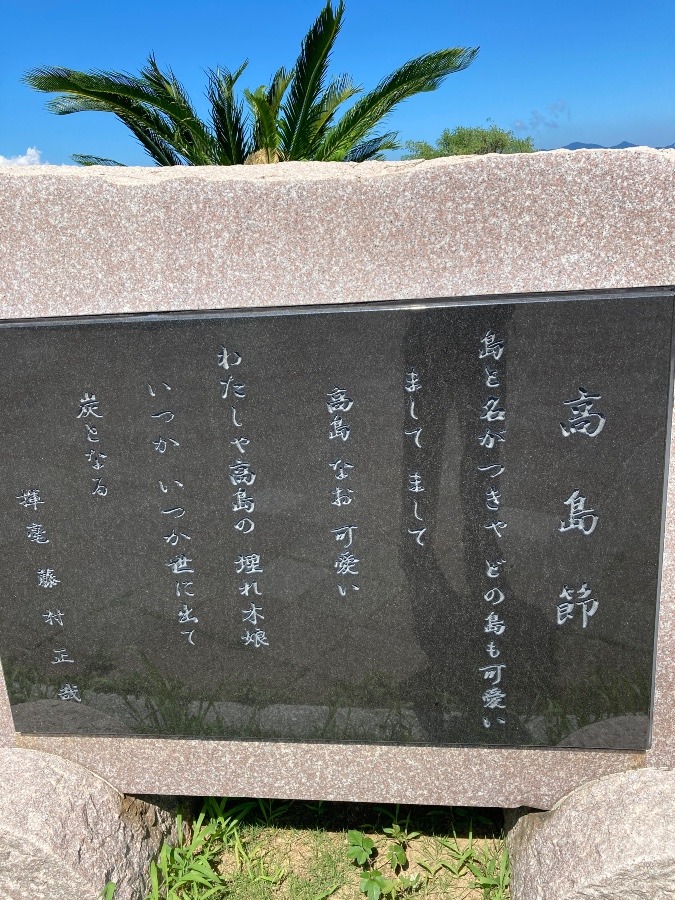 高島節
島と名がつきや どの島も可愛い
まして まして
高島 なお 可愛い
わたしや高島の 埋れ木娘
いつか いつか世に出て
炭となる
揮毫 藤村正哉